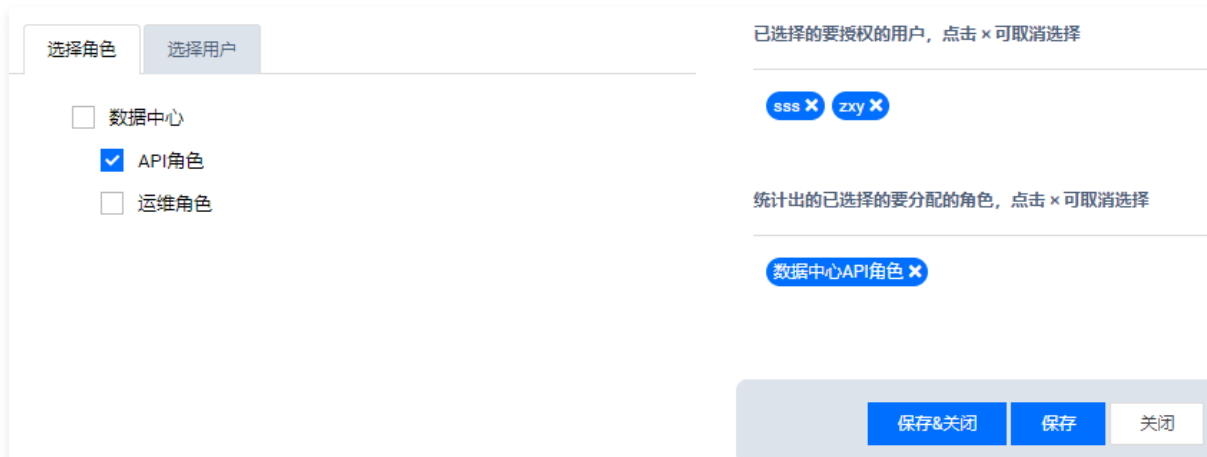 选择角色
选择用户
数据中心
API角色
运维角色
已选择的要授权的用户，点击 × 可取消选择
sss × zxy ×
统计出的已选择的要分配的角色，点击 × 可取消选择
数据中心API角色 ×
保存&关闭 保存 关闭